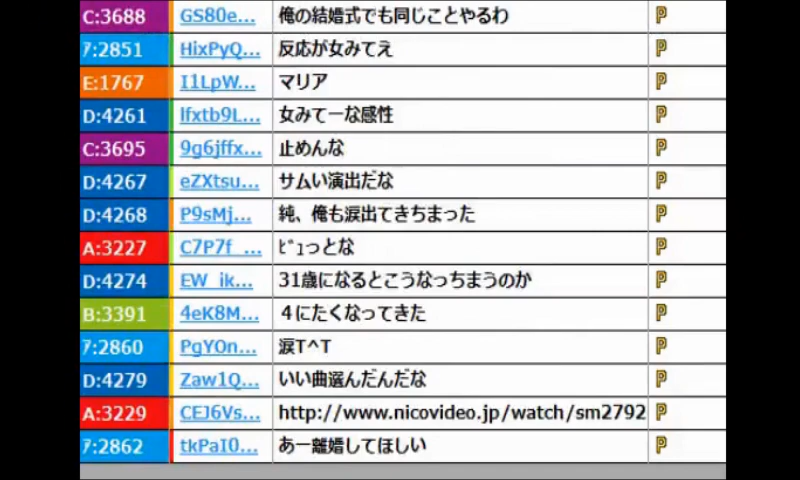 C:3688 GS80e... 俺の結婚式でも同じことやるわ P
ｱ:2851 HixPyQ... 反応が女みてえ P
E:1767 I1LpW... マリア P
D:4261 lfxtb9L... 女みてーな感性 P
C:3695 9g6jffx... 止めんな P
D:4267 eZXtsu... サムい演出だな P
D:4268 P9sMj... 純、俺も涙出てきちまった P
A:3227 C7P7f_... ﾋﾟｭっとな P
D:4274 EW_ik... 31歳になるとこうなっちまうのか P
B:3391 4eK8M... ４にたくなってきた P
ｱ:2860 PgYOn... 涙T^T P
D:4279 Zaw1Q... いい曲選んだんだな P
A:3229 CEJ6Vs... http://www.nicovideo.jp/watch/sm2792 P
ｱ:2862 tkPaI0... あー離婚してほしい P